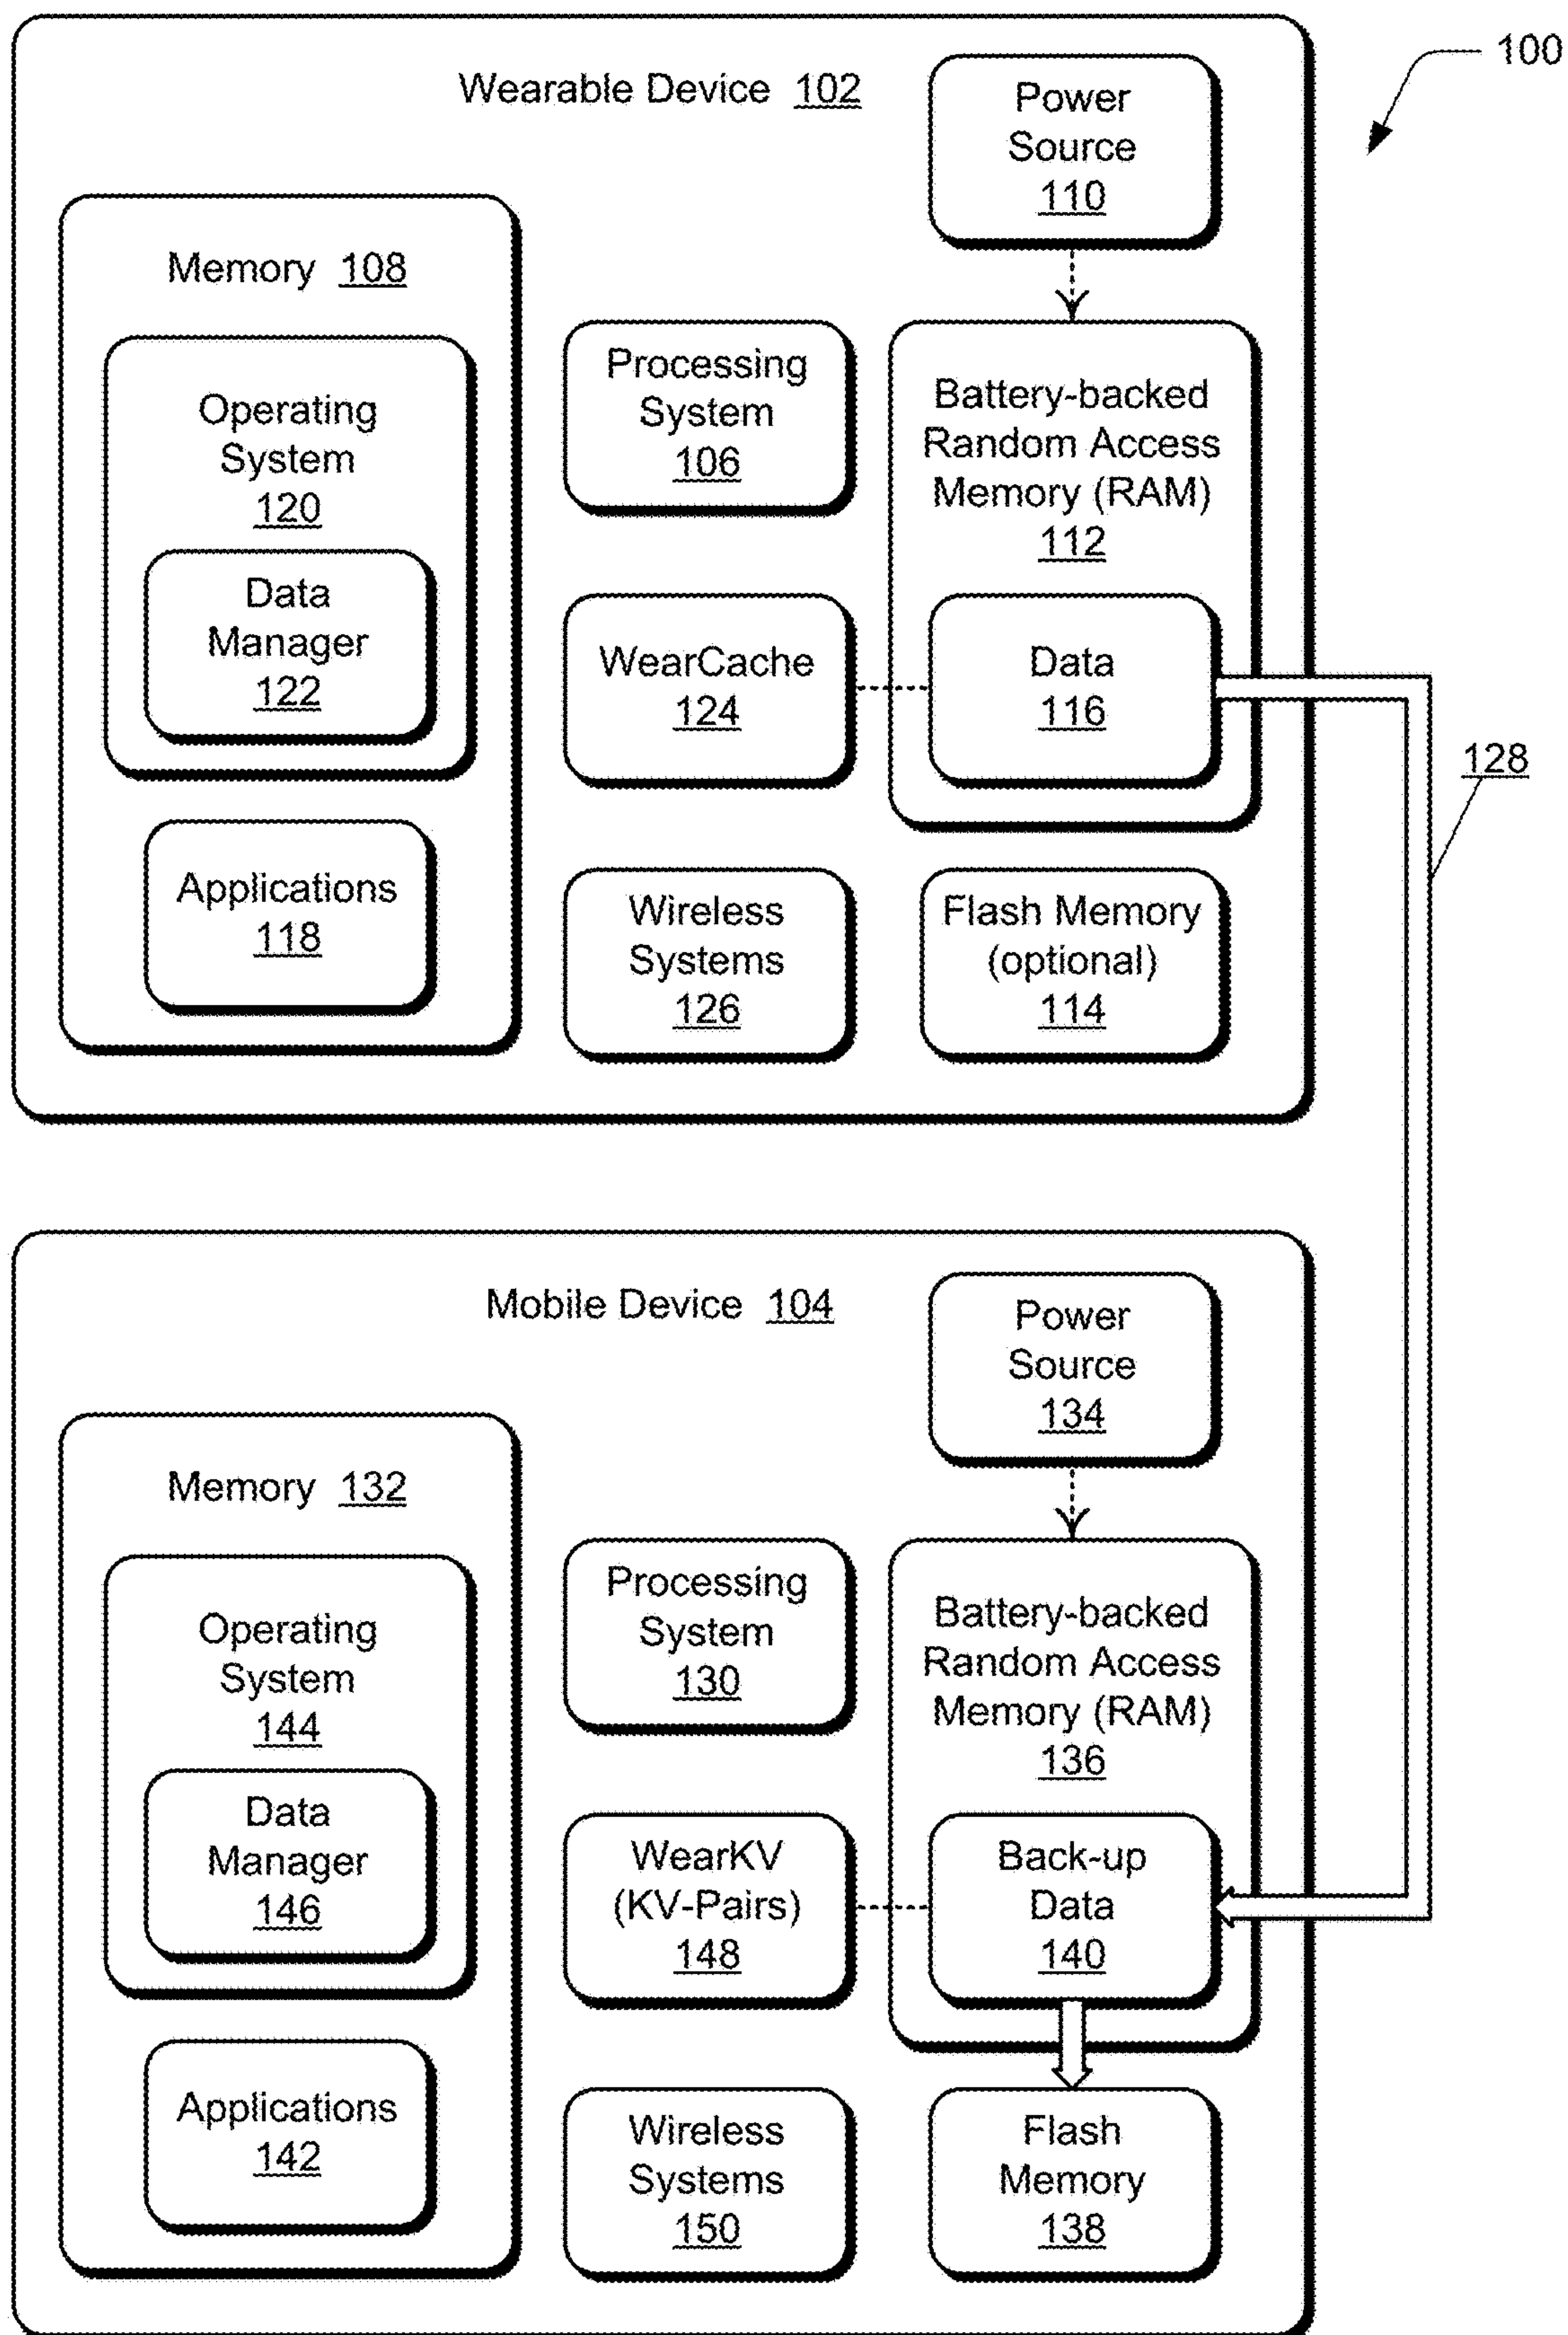 100
Wearable Device 102
Power
Source
110
Memory 108
Operating
System
120
Data
Manager
122
Applications
118
Processing
System
106
WearCache
124
Wireless
Systems
126
Battery-backed
Random Access
Memory (RAM)
112
Data
116
Flash Memory
(optional)
114
128
Mobile Device 104
Power
Source
134
Memory 132
Operating
System
144
Data
Manager
146
Applications
142
Processing
System
130
WearKV
(KV-Pairs)
148
Wireless
Systems
150
Battery-backed
Random Access
Memory (RAM)
136
Back-up
Data
140
Flash
Memory
138